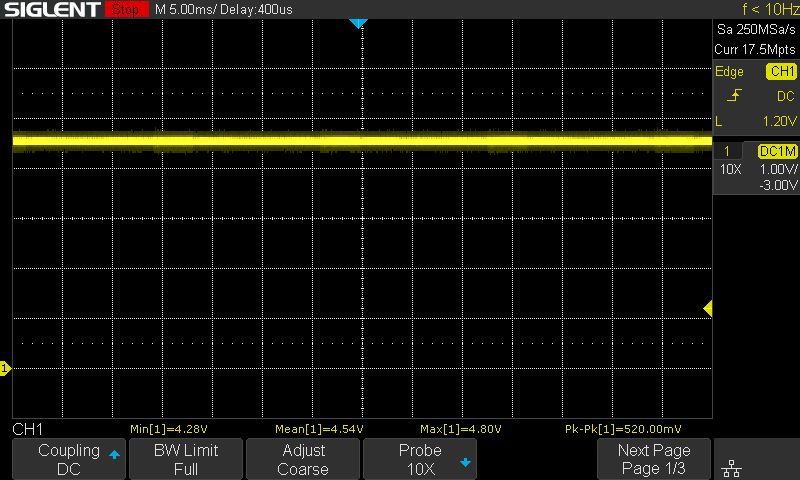 SIGLENT Stop M 5.00ms/ Delay:400us f < 10Hz
Sa 250MSa/s
Curr 17.5Mpts
Edge CH1
DC
L 1.20V
1 DC1M
10X 1.00V/
-3.00V
1
CH1 Min[1]=4.28V Mean[1]=4.54V Max[1]=4.80V Pk-Pk[1]=520.00mV
Coupling BW Limit Adjust Probe Next Page
DC Full Coarse 10X Page 1/3